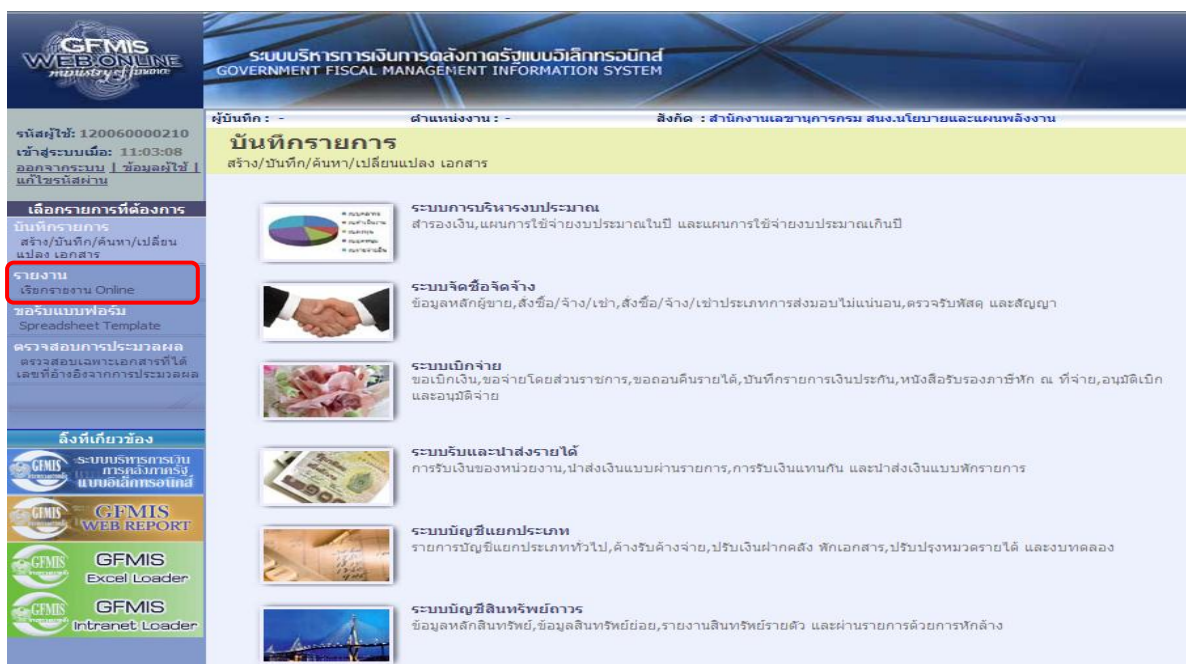 GFMIS
WEB ONLINE
ministry of finance
ระบบบริหารการเงินการคลังภาครัฐแบบอิเล็กทรอนิกส์
GOVERNMENT FISCAL MANAGEMENT INFORMATION SYSTEM
ผู้บันทึก : - ตำแหน่งงาน : - สังกัด : สำนักงานเลขานุการกรม สนง.นโยบายและแผนพลังงาน
รหัสผู้ใช้: 120060000210
เข้าสู่ระบบเมื่อ: 11:03:08
ออกจากระบบ | ข้อมูลผู้ใช้ |
แก้ไขรหัสผ่าน
เลือกรายการที่ต้องการ
บันทึกรายการ
สร้าง/บันทึก/ค้นหา/เปลี่ยน
แปลง เอกสาร
รายงาน
เรียกรายงาน Online
ขอรับแบบฟอร์ม
Spreadsheet Template
ตรวจสอบการประมวลผล
ตรวจสอบเฉพาะเอกสารที่ได้
เลขที่อ้างอิงจากการประมวลผล
ลิ้งที่เกี่ยวข้อง
GFMIS
ระบบบริหารการเงิน
การคลังภาครัฐ
แบบอิเล็กทรอนิกส์
GFMIS
GFMIS
WEB REPORT
GFMIS
GFMIS
Excel Loader
GFMIS
GFMIS
Intranet Loader
บันทึกรายการ
สร้าง/บันทึก/ค้นหา/เปลี่ยนแปลง เอกสาร
ระบบการบริหารงบประมาณ
สำรองเงิน,แผนการใช้จ่ายงบประมาณในปี และแผนการใช้จ่ายงบประมาณเกินปี
ระบบจัดซื้อจัดจ้าง
ข้อมูลหลักผู้ขาย,สั่งซื้อ/จ้าง/เช่า,สั่งซื้อ/จ้าง/เช่าประเภทการส่งมอบไม่แน่นอน,ตรวจรับพัสดุ และสัญญา
ระบบเบิกจ่าย
ขอเบิกเงิน,ขอจ่ายโดยส่วนราชการ,ขอถอนคืนรายได้,บันทึกรายการเงินประกัน,หนังสือรับรองภาษีหัก ณ ที่จ่าย,อนุมัติเบิก
และอนุมัติจ่าย
ระบบรับและนำส่งรายได้
การรับเงินของหน่วยงาน,นำส่งเงินแบบผ่านรายการ,การรับเงินแทนกัน และนำส่งเงินแบบพักรายการ
ระบบบัญชีแยกประเภท
รายการบัญชีแยกประเภททั่วไป,ค้างรับค้างจ่าย,ปรับเงินฝากคลัง พักเอกสาร,ปรับปรุงหมวดรายได้ และงบทดลอง
ระบบบัญชีสินทรัพย์ถาวร
ข้อมูลหลักสินทรัพย์,ข้อมูลสินทรัพย์ย่อย,รายงานสินทรัพย์รายตัว และผ่านรายการด้วยการหักล้าง